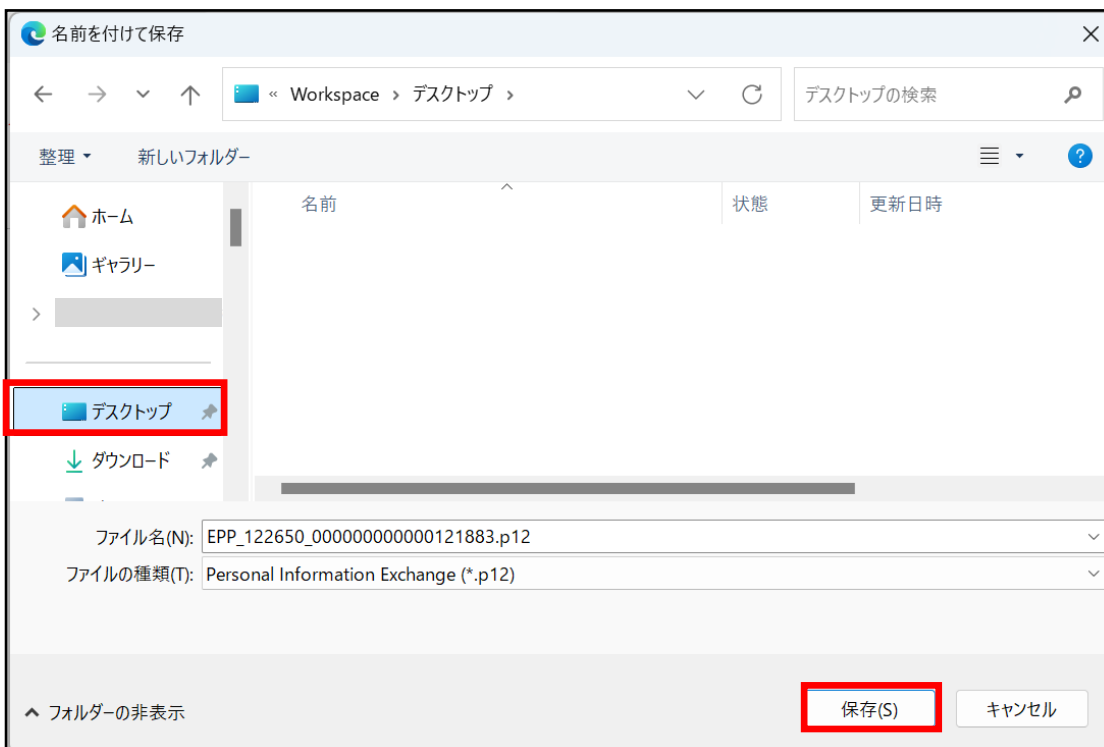 名前を付けて保存
« Workspace › デスクトップ ›
デスクトップの検索
整理
新しいフォルダー
?
名前
状態
更新日時
ホーム
ギャラリー
デスクトップ
ダウンロード
ファイル名(N): EPP_122650_000000000000121883.p12
ファイルの種類(T): Personal Information Exchange (*.p12)
フォルダーの非表示
保存(S)
キャンセル